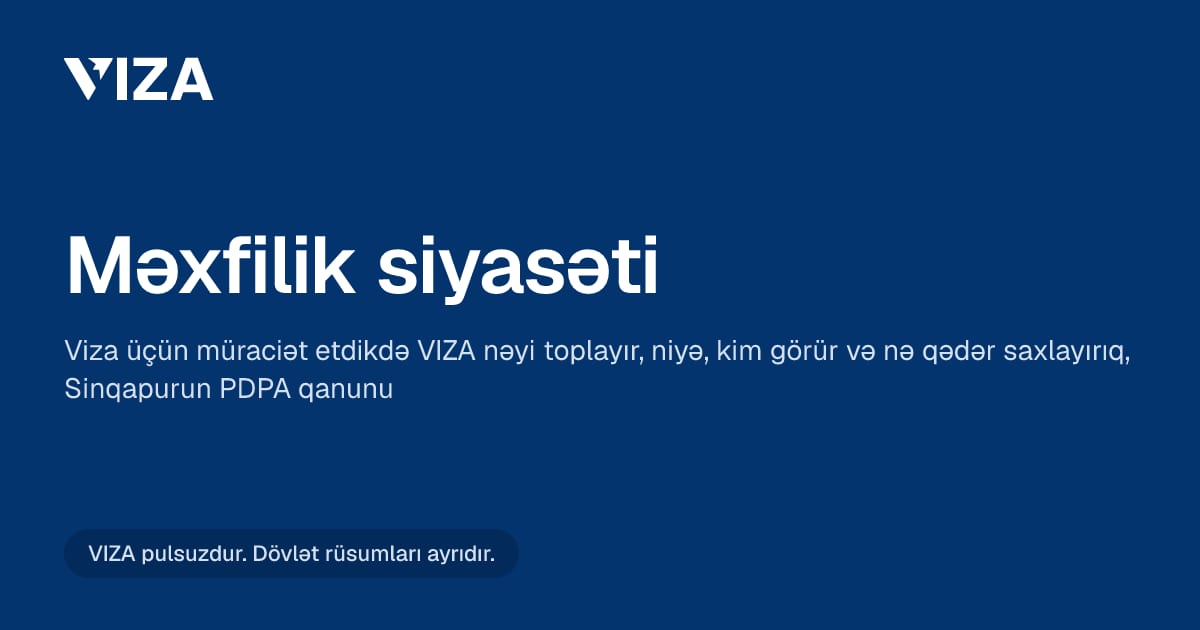 VIZA
Məxfilik siyasəti
Viza üçün müraciət etdikdə VIZA nəyi toplayır, niyə, kim görür və nə qədər saxlayırıq,
Sinqapurun PDPA qanunu
VIZA pulsuzdur. Dövlət rüsumları ayrıdır.